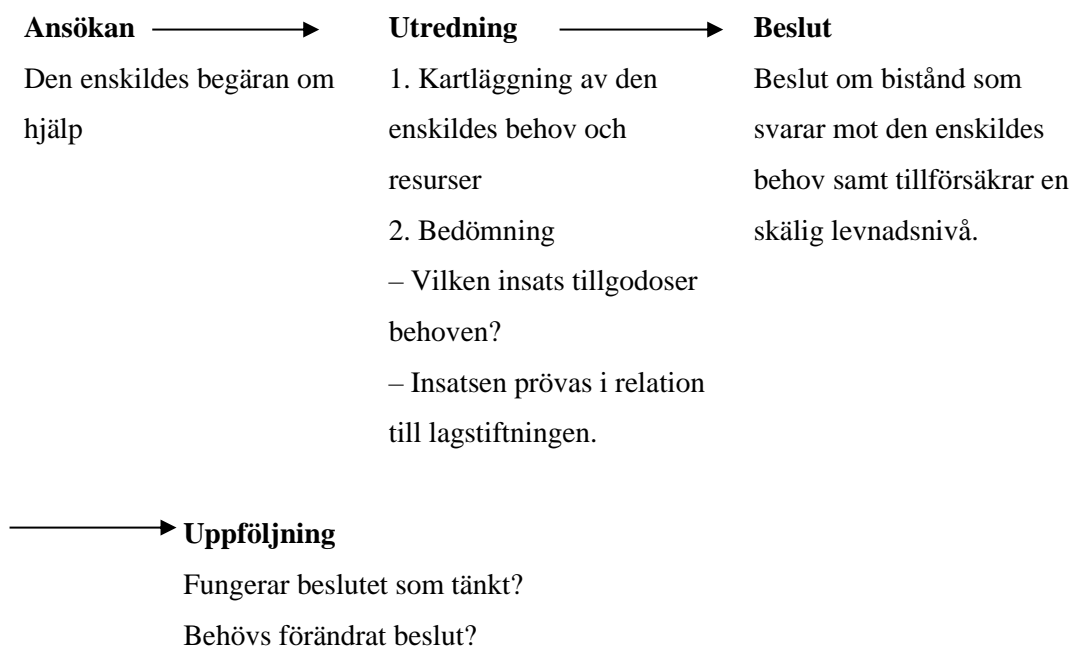 Ansökan
Den enskildes begäran om
hjälp
Utredning
1. Kartläggning av den
enskildes behov och
resurser
2. Bedömning
– Vilken insats tillgodoser
behoven?
– Insatsen prövas i relation
till lagstiftningen.
Beslut
Beslut om bistånd som
svarar mot den enskildes
behov samt tillförsäkrar en
skälig levnadsnivå.
Uppföljning
Fungerar beslutet som tänkt?
Behövs förändrat beslut?